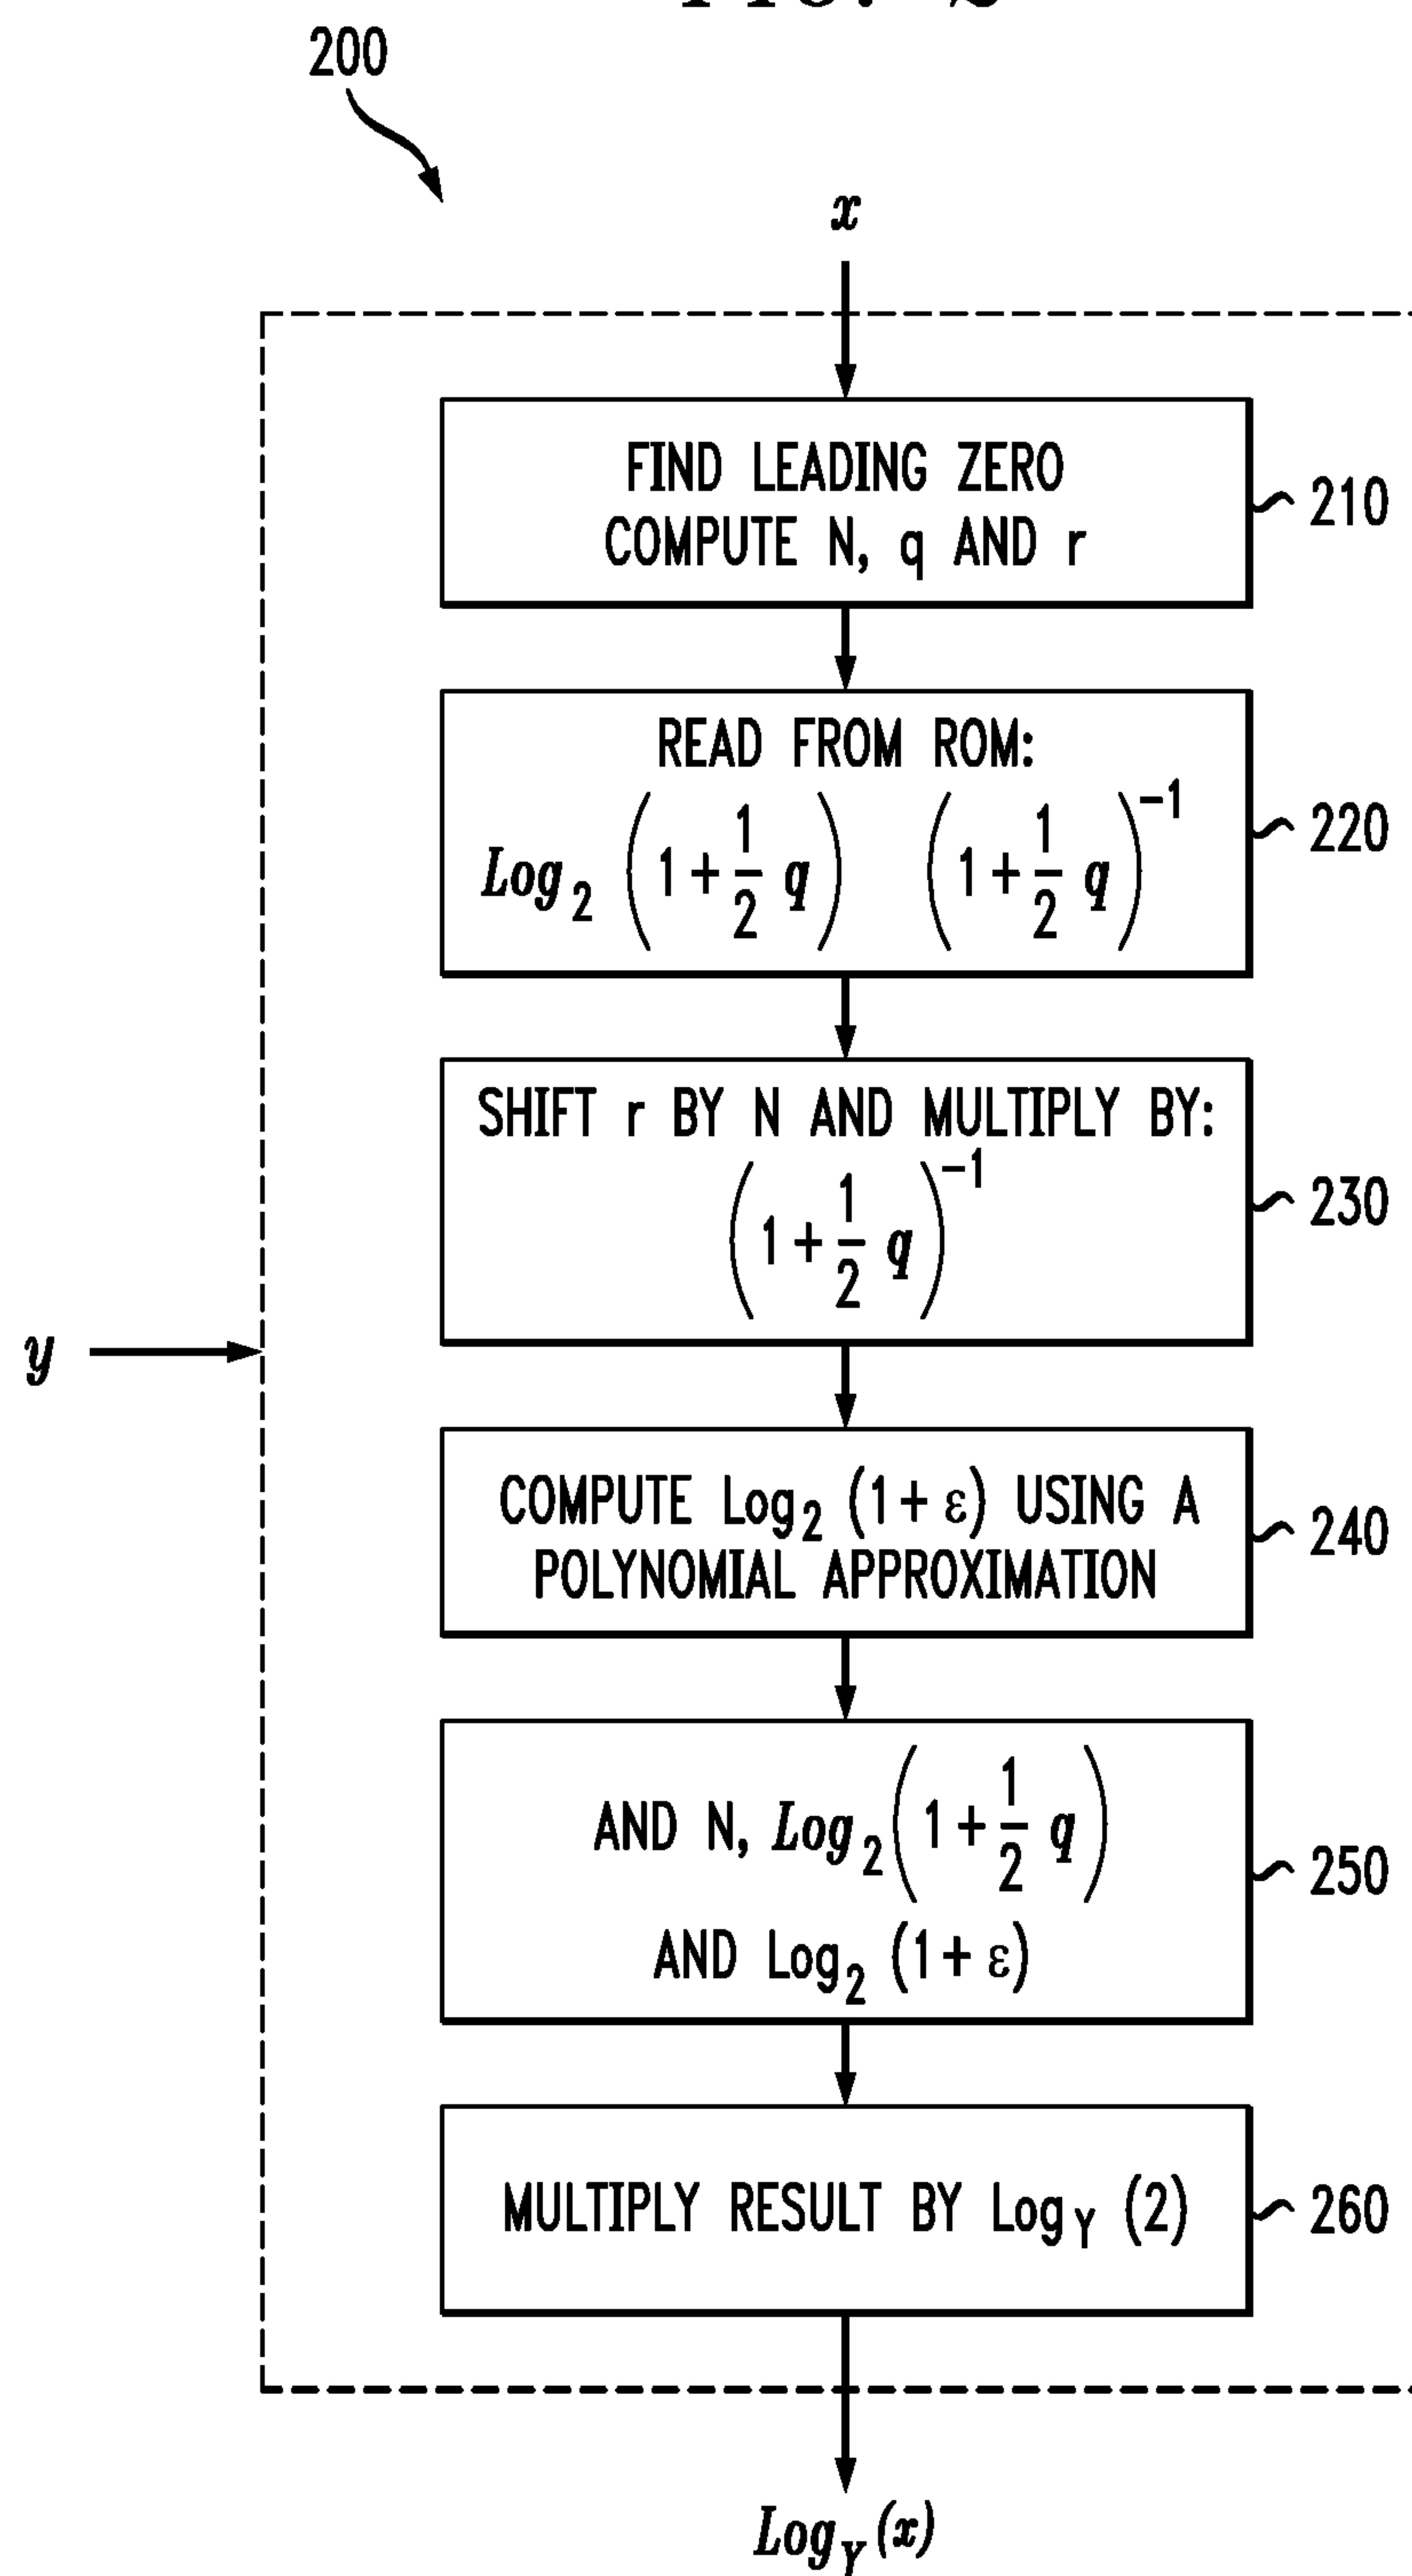 200
x
FIND LEADING ZERO
COMPUTE N, q AND r
210
READ FROM ROM:
Log₂ (1 + 1/2 q) (1 + 1/2 q)⁻¹
220
SHIFT r BY N AND MULTIPLY BY:
(1 + 1/2 q)⁻¹
230
y
COMPUTE Log₂ (1 + ε) USING A
POLYNOMIAL APPROXIMATION
240
AND N, Log₂ (1 + 1/2 q)
AND Log₂ (1 + ε)
250
MULTIPLY RESULT BY Log_Y (2)
260
Log_Y (x)